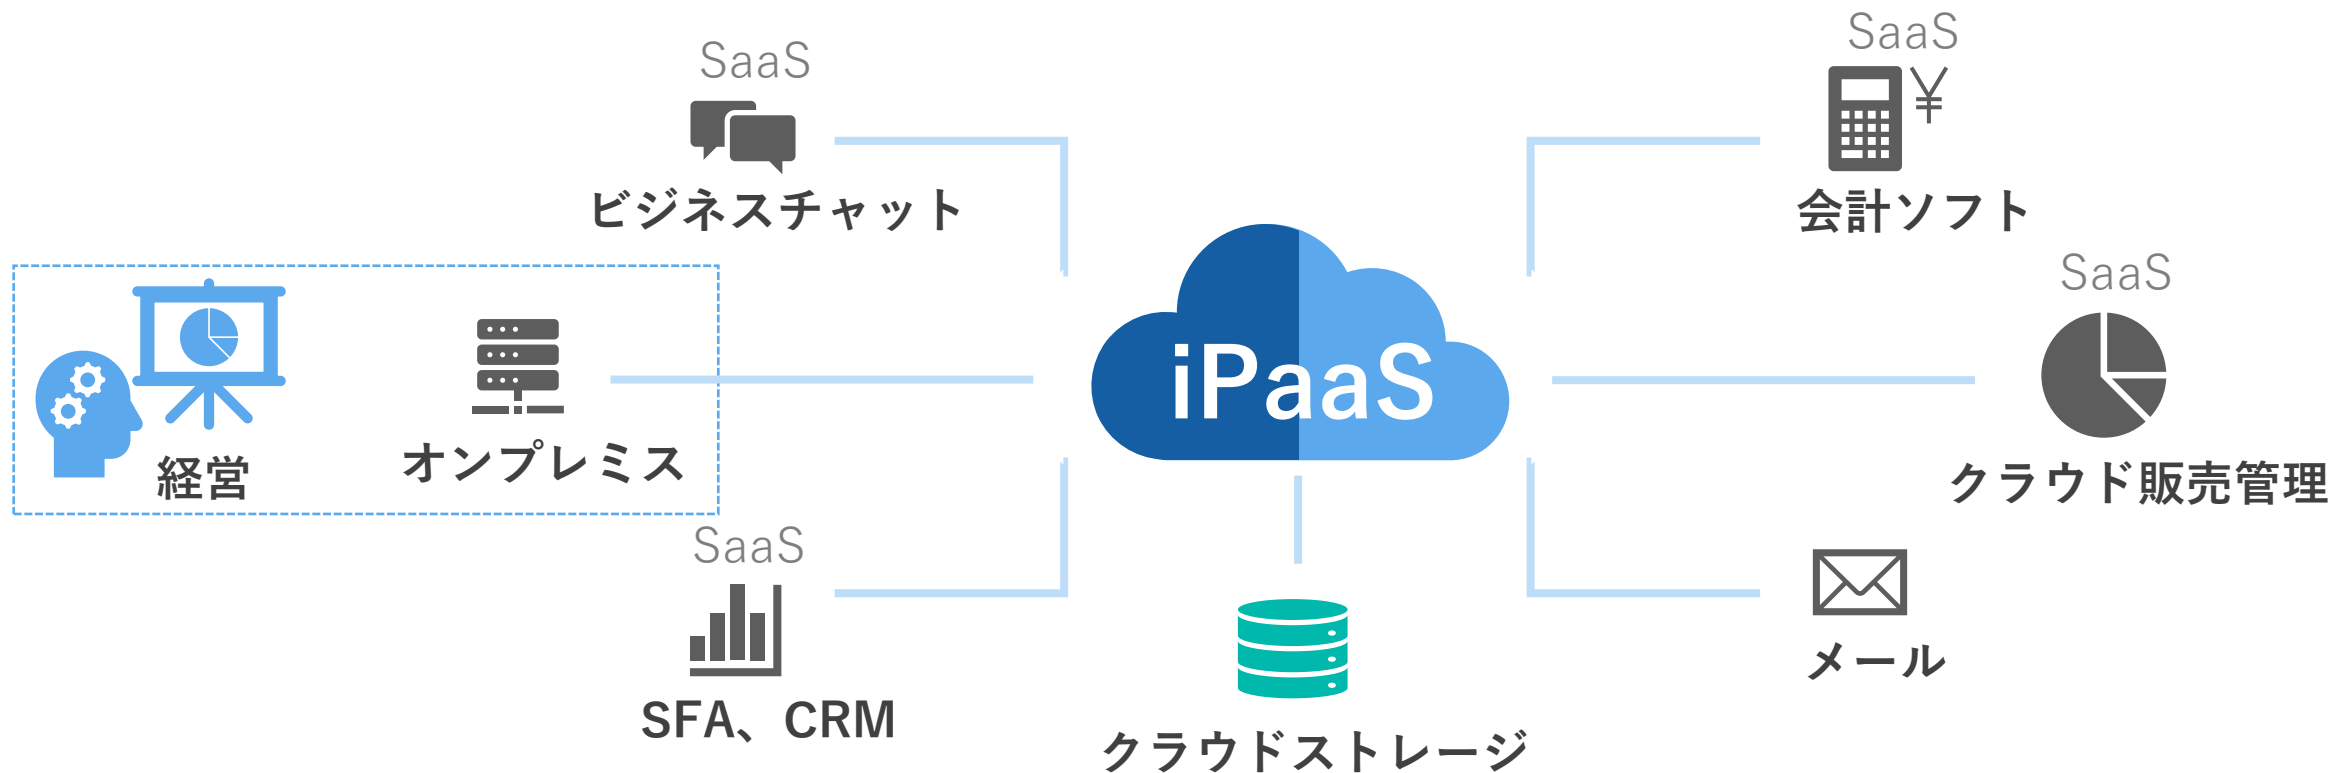 SaaS
ビジネスチャット
SaaS
¥
会計ソフト
経営
オンプレミス
iPaaS
SaaS
クラウド販売管理
SaaS
SFA、CRM
クラウドストレージ
メール